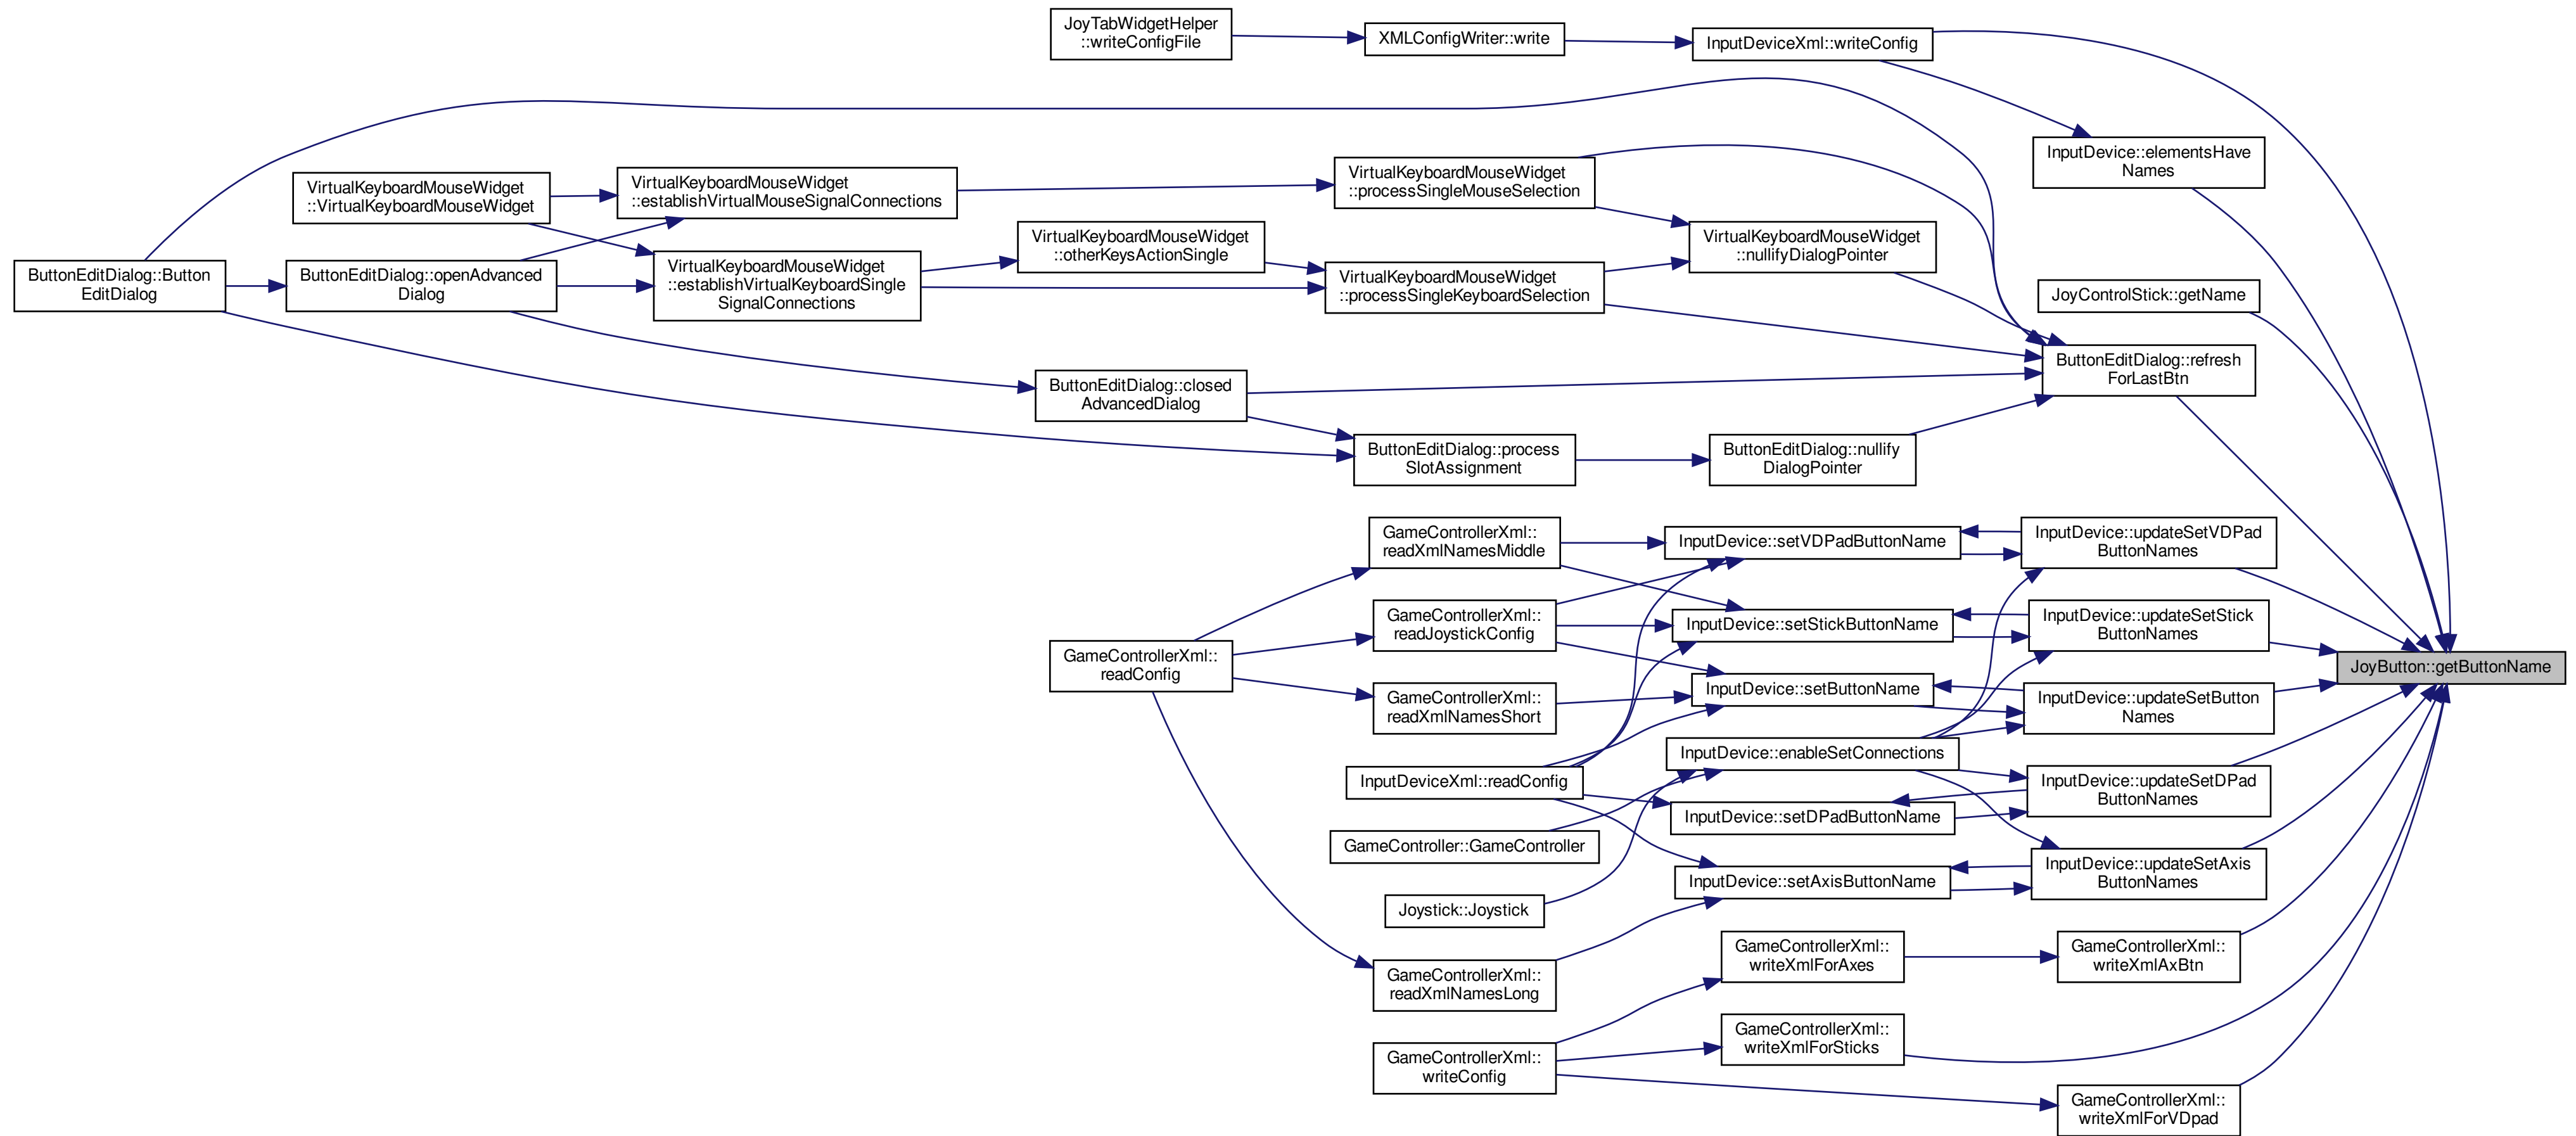 JoyTabWidgetHelper
::writeConfigFile
XMLConfigWriter::write
InputDeviceXml::writeConfig
InputDevice::elementsHave
Names
VirtualKeyboardMouseWidget
::VirtualKeyboardMouseWidget
VirtualKeyboardMouseWidget
::establishVirtualMouseSignalConnections
VirtualKeyboardMouseWidget
::processSingleMouseSelection
VirtualKeyboardMouseWidget
::otherKeysActionSingle
VirtualKeyboardMouseWidget
::nullifyDialogPointer
ButtonEditDialog::Button
EditDialog
ButtonEditDialog::openAdvanced
Dialog
VirtualKeyboardMouseWidget
::establishVirtualKeyboardSingle
SignalConnections
VirtualKeyboardMouseWidget
::processSingleKeyboardSelection
JoyControlStick::getName
ButtonEditDialog::refresh
ForLastBtn
ButtonEditDialog::closed
AdvancedDialog
ButtonEditDialog::process
SlotAssignment
ButtonEditDialog::nullify
DialogPointer
GameControllerXml::
readXmlNamesMiddle
InputDevice::setVDPadButtonName
InputDevice::updateSetVDPad
ButtonNames
GameControllerXml::
readJoystickConfig
InputDevice::setStickButtonName
InputDevice::updateSetStick
ButtonNames
GameControllerXml::
readConfig
JoyButton::getButtonName
GameControllerXml::
readXmlNamesShort
InputDevice::setButtonName
InputDevice::updateSetButton
Names
InputDevice::enableSetConnections
InputDeviceXml::readConfig
InputDevice::updateSetDPad
ButtonNames
InputDevice::setDPadButtonName
GameController::GameController
InputDevice::setAxisButtonName
InputDevice::updateSetAxis
ButtonNames
Joystick::Joystick
GameControllerXml::
writeXmlForAxes
GameControllerXml::
writeXmlAxBtn
GameControllerXml::
readXmlNamesLong
GameControllerXml::
writeXmlForSticks
GameControllerXml::
writeConfig
GameControllerXml::
writeXmlForVDpad